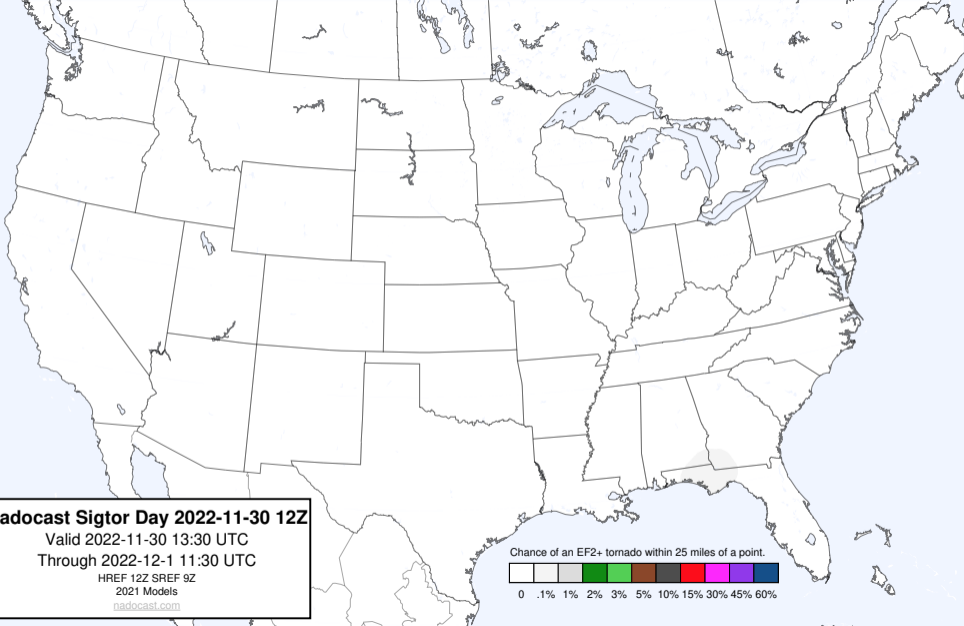 adocast Sigtor Day 2022-11-30 12Z
Valid 2022-11-30 13:30 UTC
Through 2022-12-1 11:30 UTC
HREF 12Z SREF 9Z
2021 Models
nadocast.com
Chance of an EF2+ tornado within 25 miles of a point.
0 .1% 1% 2% 3% 5% 10% 15% 30% 45% 60%